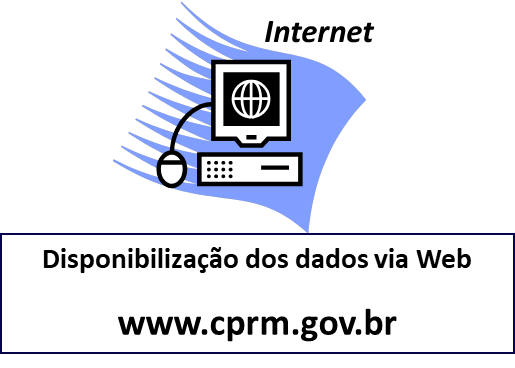 Internet
Disponibilização dos dados via Web
www.cprm.gov.br